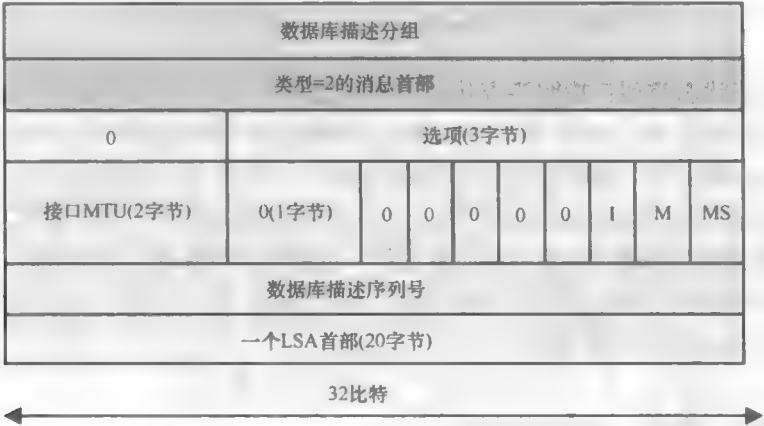 数据库描述分组
类型=2的消息首部
0 选项(3字节)
接口MTU(2字节) 0(1字节) 0 0 0 0 0 I M MS
数据库描述序列号
一个LSA首部(20字节)
32比特